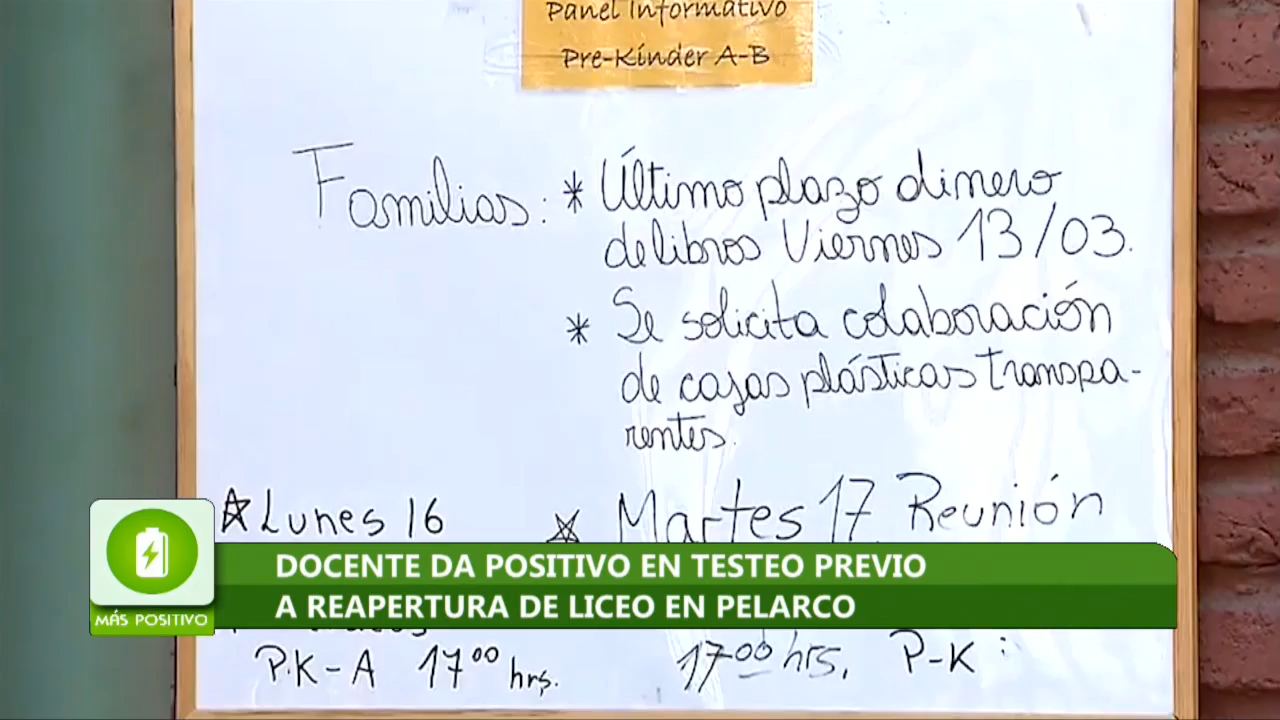 Panel Informativo
Pre-Kinder A-B
Familias: * Último plazo dinero
de libros Viernes 13/03.
* Se solicita colaboración
de cajas plásticas transpa-
rentes.
Lunes 16
Martes 17 Reunión
DOCENTE DA POSITIVO EN TESTEO PREVIO
A REAPERTURA DE LICEO EN PELARCO
MÁS POSITIVO
P.K-A 17⁰⁰ hrs.
17⁰⁰ hrs. P-K :